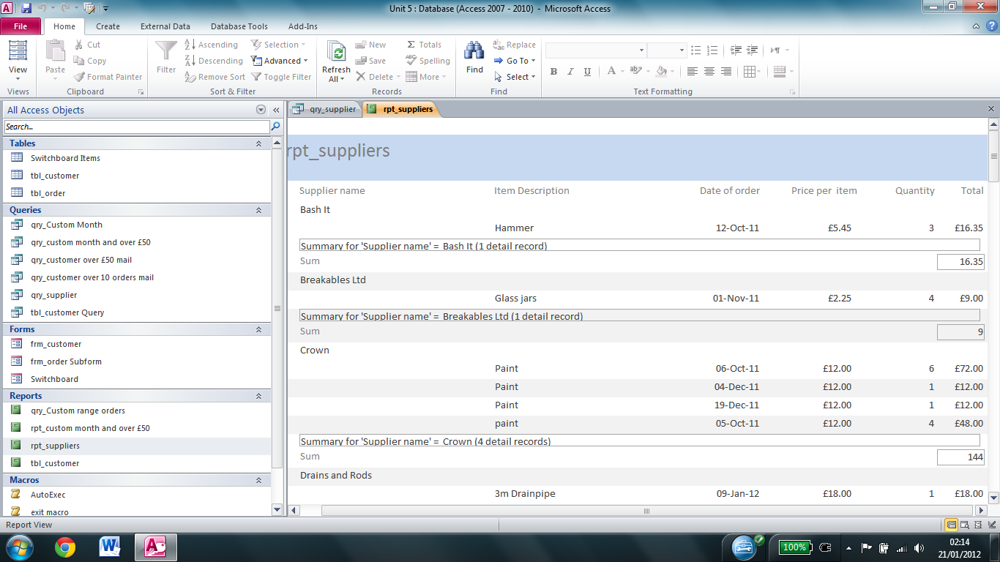 Unit 5 : Database (Access 2007 - 2010) - Microsoft Access
File Home Create External Data Database Tools Add-Ins
View
Views
Paste
Cut
Copy
Format Painter
Clipboard
Filter
Ascending
Descending
Remove Sort
Selection
Advanced
Toggle Filter
Sort & Filter
Refresh
All
New
Save
Delete
Totals
Spelling
More
Records
Find
Replace
Go To
Select
Find
B I U A
Text Formatting
All Access Objects
Search...
Tables
Switchboard Items
tbl_customer
tbl_order
Queries
qry_Custom Month
qry_custom month and over £50
qry_customer over £50 mail
qry_customer over 10 orders mail
qry_supplier
tbl_customer Query
Forms
frm_customer
frm_order Subform
Switchboard
Reports
qry_Custom range orders
rpt_custom month and over £50
rpt_suppliers
tbl_customer
Macros
AutoExec
exit macro
qry_supplier rpt_suppliers
rpt_suppliers
Supplier name Item Description Date of order Price per item Quantity Total
Bash It
Hammer 12-Oct-11 £5.45 3 £16.35
Summary for 'Supplier name' = Bash It (1 detail record)
Sum 16.35
Breakables Ltd
Glass jars 01-Nov-11 £2.25 4 £9.00
Summary for 'Supplier name' = Breakables Ltd (1 detail record)
Sum 9
Crown
Paint 06-Oct-11 £12.00 6 £72.00
Paint 04-Dec-11 £12.00 1 £12.00
Paint 19-Dec-11 £12.00 1 £12.00
paint 05-Oct-11 £12.00 4 £48.00
Summary for 'Supplier name' = Crown (4 detail records)
Sum 144
Drains and Rods
3m Drainpipe 09-Jan-12 £18.00 1 £18.00
Report View
100%
02:14
21/01/2012